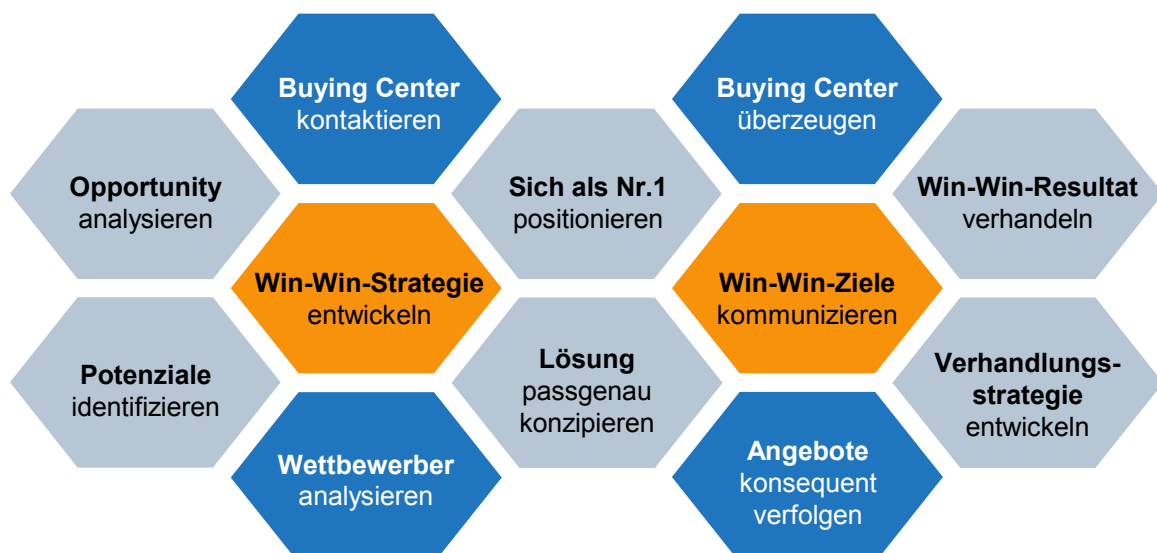 Buying Center
kontaktieren
Buying Center
überzeugen
Opportunity
analysieren
Sich als Nr.1
positionieren
Win-Win-Resultat
verhandeln
Win-Win-Strategie
entwickeln
Win-Win-Ziele
kommunizieren
Potenziale
identifizieren
Lösung
passgenau
konzipieren
Verhandlungs-
strategie
entwickeln
Wettbewerber
analysieren
Angebote
konsequent
verfolgen